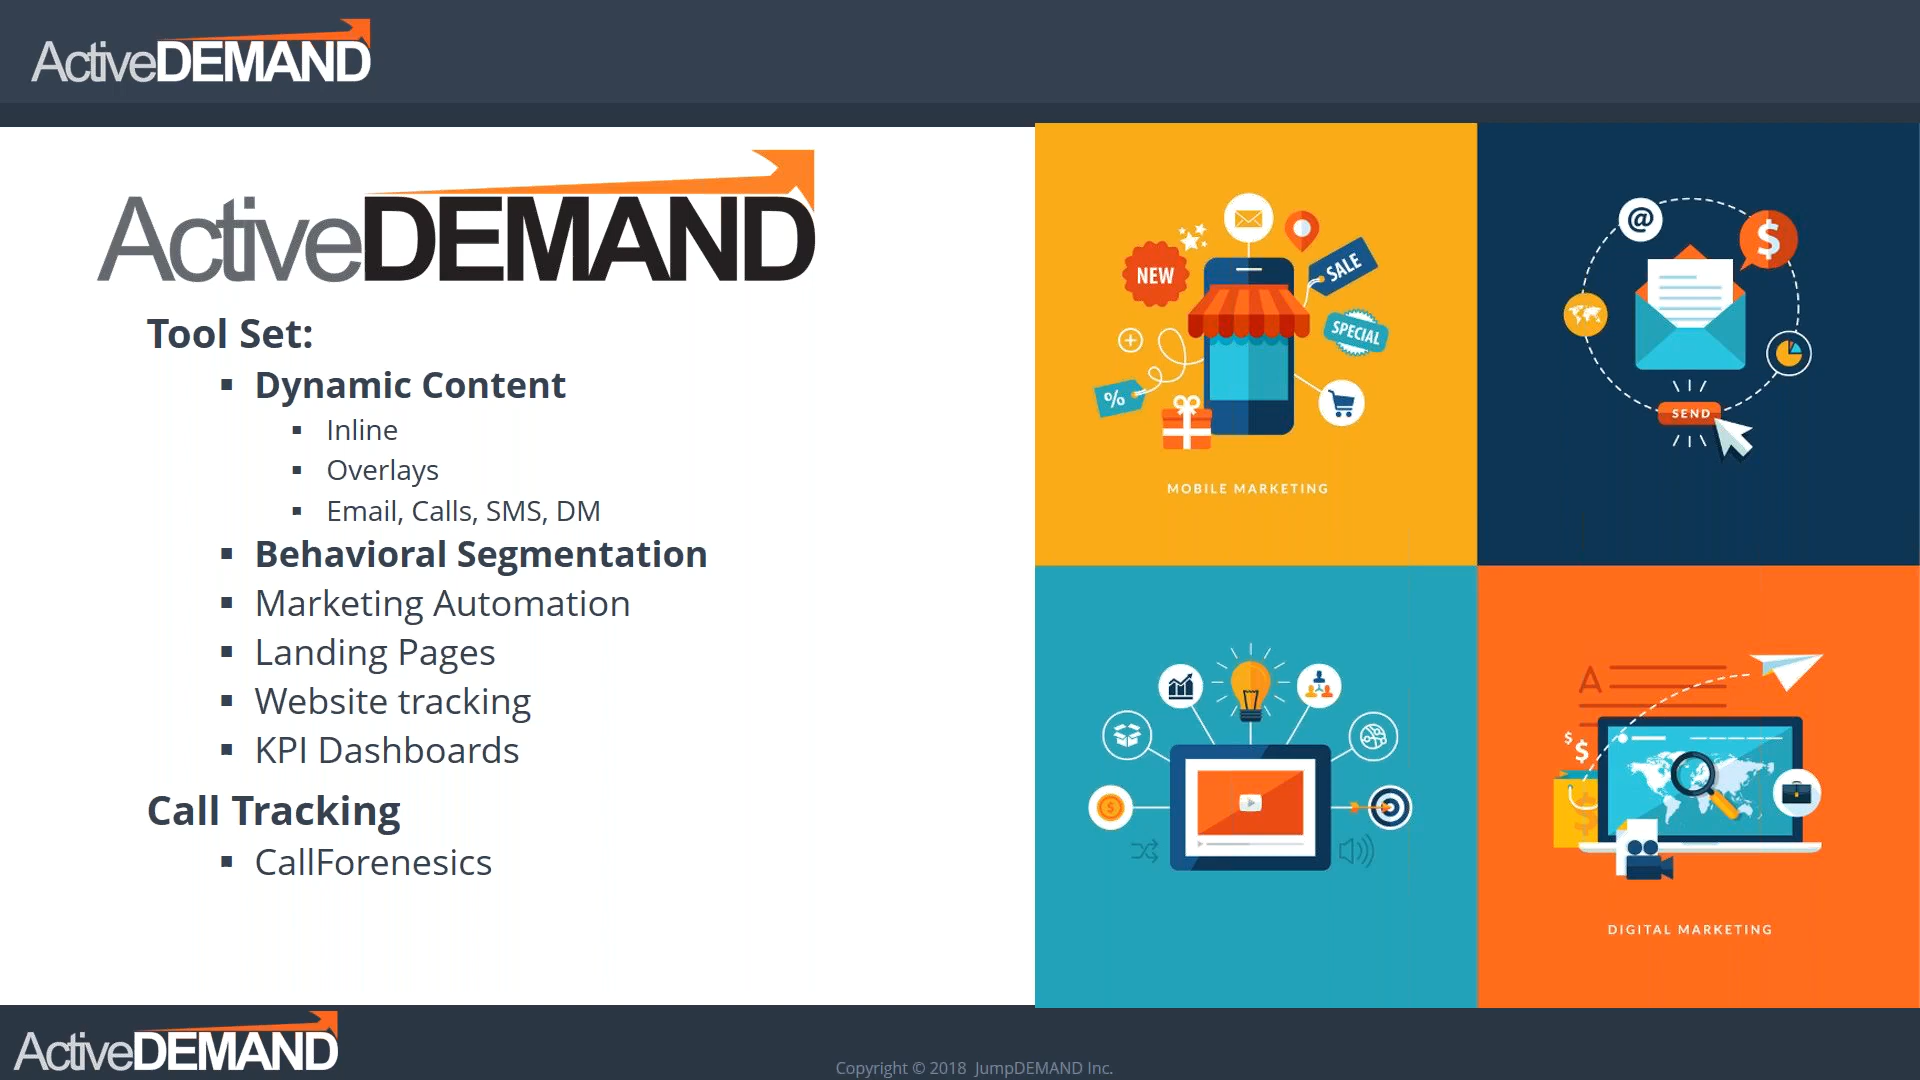 ActiveDEMAND
ActiveDEMAND
Tool Set:
▪ Dynamic Content
▪ Inline
▪ Overlays
▪ Email, Calls, SMS, DM
▪ Behavioral Segmentation
▪ Marketing Automation
▪ Landing Pages
▪ Website tracking
▪ KPI Dashboards
Call Tracking
▪ CallForenesics
NEW
SALE
SPECIAL
%
MOBILE MARKETING
@
$
SEND
$
A
$
$
$
DIGITAL MARKETING
ActiveDEMAND
Copyright © 2018 JumpDEMAND Inc.